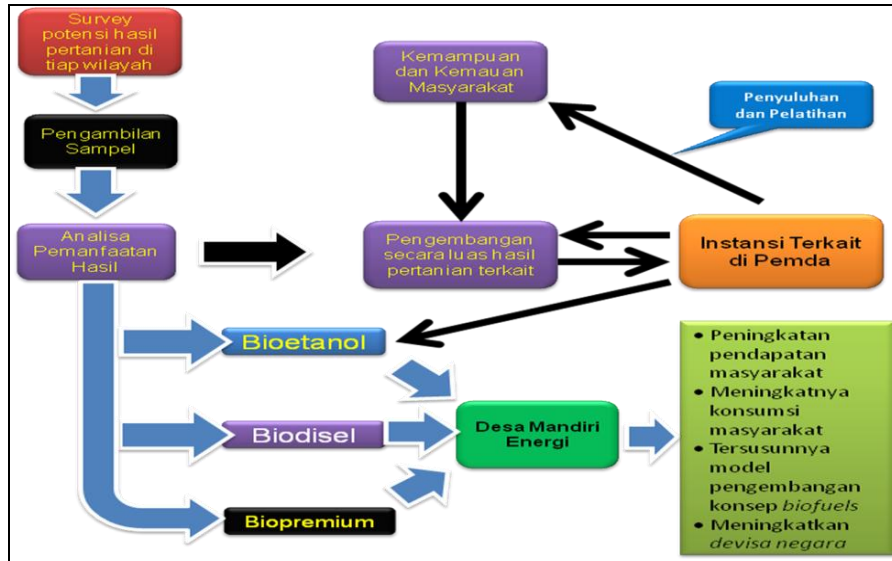 Survey
potensi hasil
pertanian di
tiap wilayah
Kemampuan
dan Kemauan
Masyarakat
Penyuluhan
dan Pelatihan
Pengambilan
Sampel
Analisa
Pemanfaatan
Hasil
Pengembangan
secara luas hasil
pertanian terkait
Instansi Terkait
di Pemda
Bioetanol
Biodisel
Biopremium
Desa Mandiri
Energi
• Peningkatan
pendapatan
masyarakat
• Meningkatnya
konsumsi
masyarakat
• Tersusunnya
model
pengembangan
konsep biofuels
• Meningkatkan
devisa negara